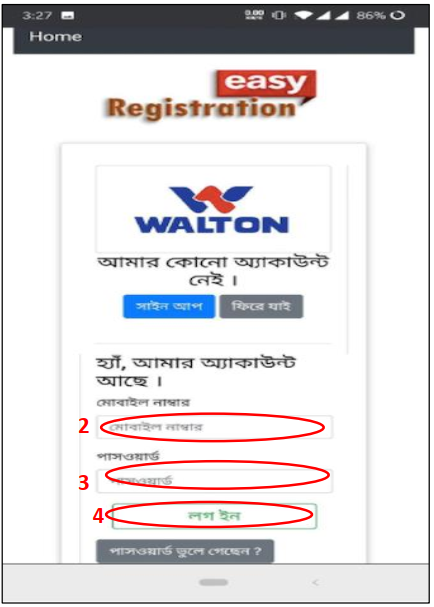 3:27
0.00 KB/S
86%
Home
easy
Registration
WALTON
আমার কোনো অ্যাকাউন্ট
নেই ।
সাইন আপ ফিরে যাই
হ্যাঁ, আমার অ্যাকাউন্ট
আছে ।
মোবাইল নাম্বার
2 মোবাইল নাম্বার
পাসওয়ার্ড
3 পাসওয়ার্ড
4 লগ ইন
পাসওয়ার্ড ভুলে গেছেন ?